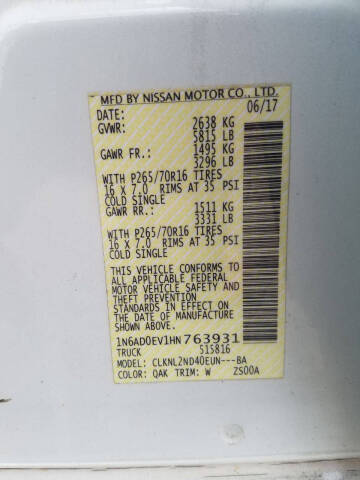 MFD BY NISSAN MOTOR CO., LTD.
DATE: 06/17
GVWR: 2638 KG
5815 LB
GAWR FR.: 1495 KG
3296 LB
WITH P265/70R16 TIRES
16 X 7.0 RIMS AT 35 PSI
COLD SINGLE
GAWR RR.: 1511 KG
3331 LB
WITH P265/70R16 TIRES
16 X 7.0 RIMS AT 35 PSI
COLD SINGLE
THIS VEHICLE CONFORMS TO
ALL APPLICABLE FEDERAL
MOTOR VEHICLE SAFETY AND
THEFT PREVENTION
STANDARDS IN EFFECT ON
THE DATE OF MANUFACTURE
SHOWN ABOVE.
1N6AD0EV1HN763931
TRUCK 515816
MODEL: CLKNL2ND40EUN---BA
COLOR: QAK TRIM: W ZS00A